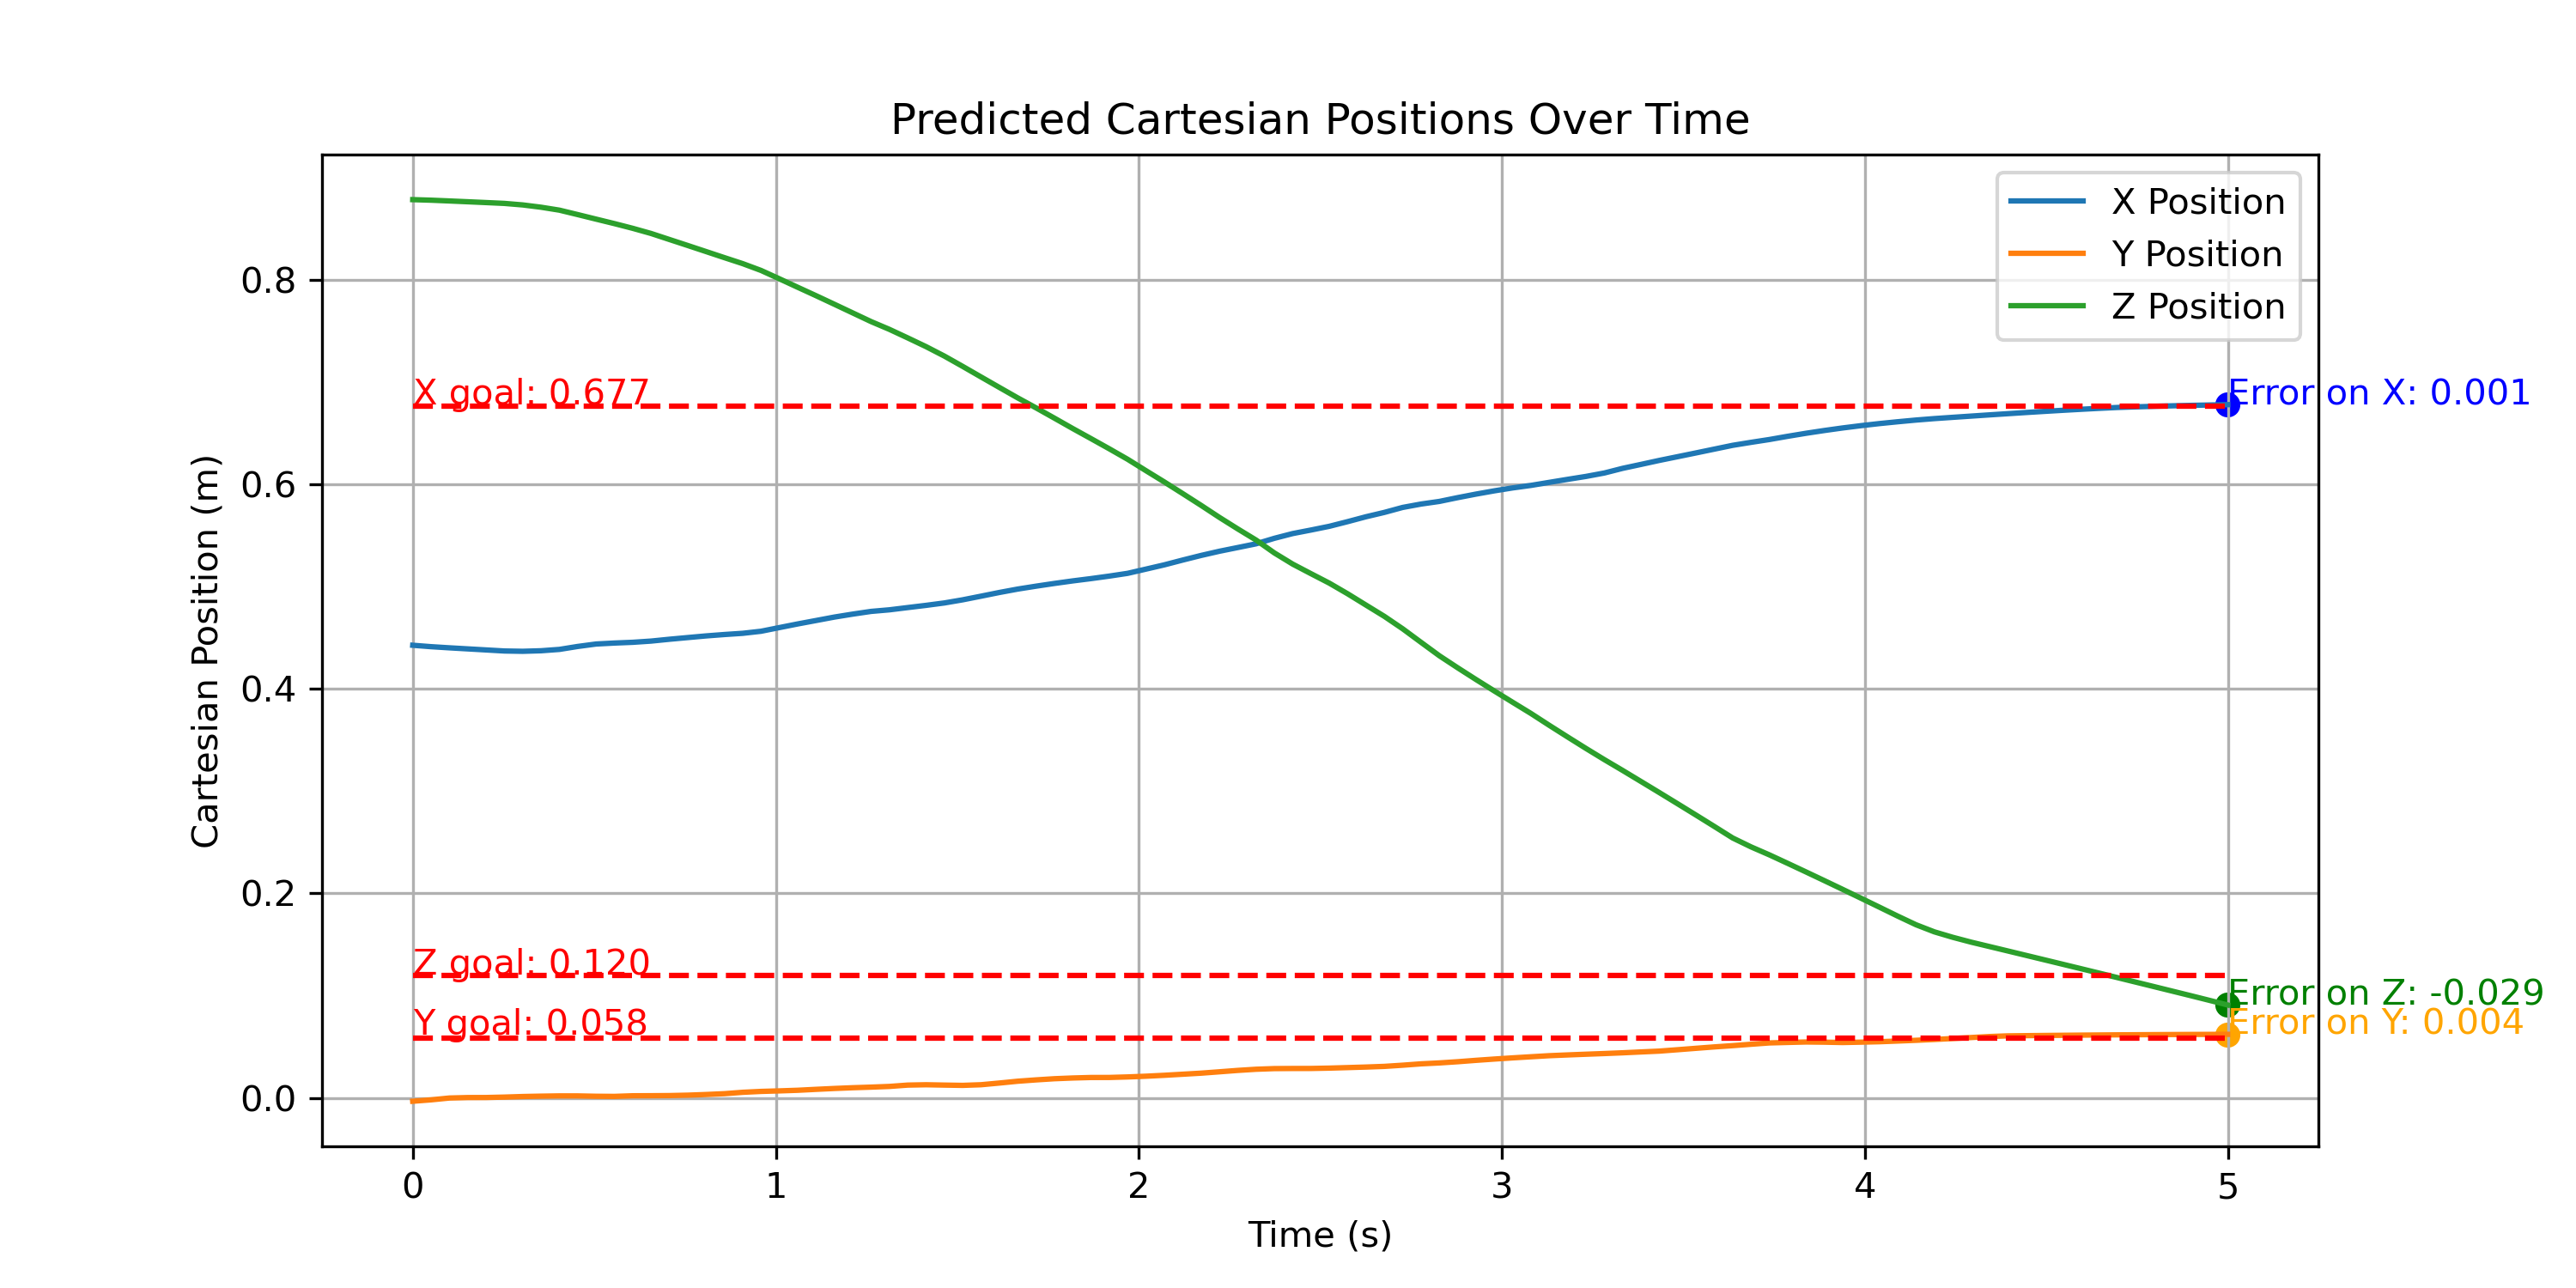 Predicted Cartesian Positions Over Time
X Position
Y Position
Z Position
Cartesian Position (m)
0.8
0.6
0.4
0.2
0.0
X goal: 0.677
Error on X: 0.001
Z goal: 0.120
Error on Z: -0.029
Y goal: 0.058
Error on Y: 0.004
0 1 2 3 4 5
Time (s)